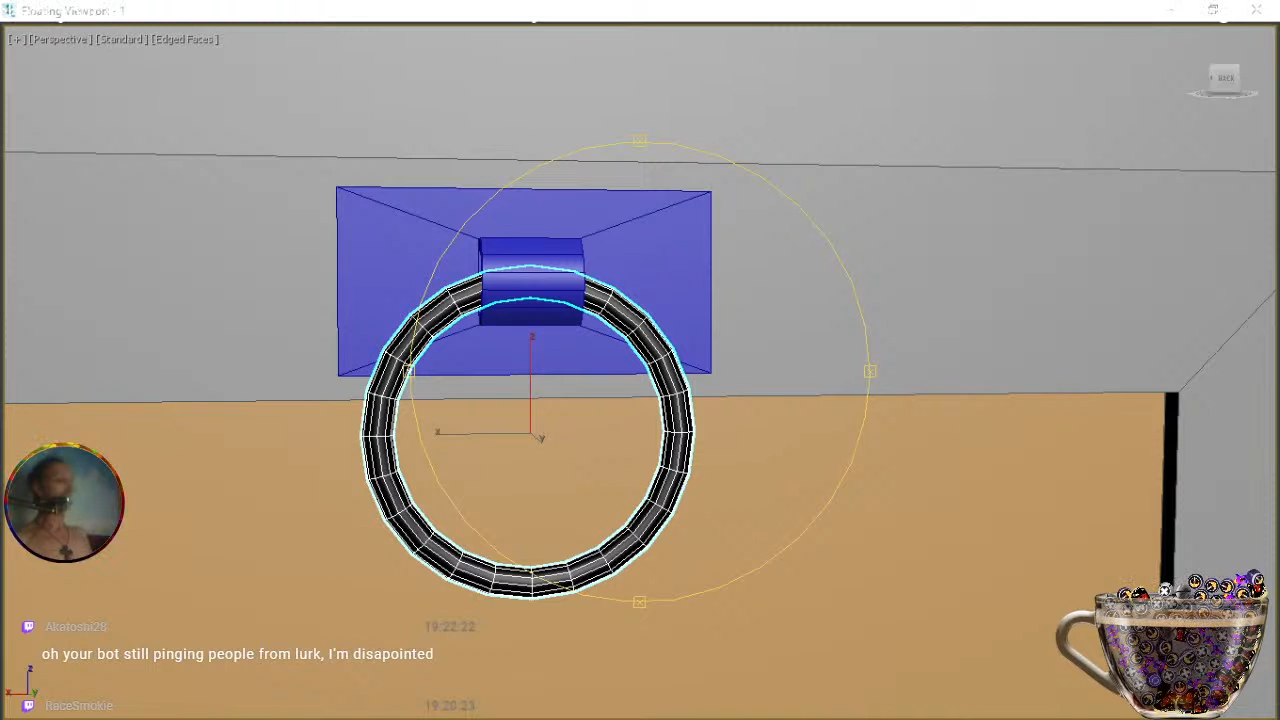 Floating Viewport - 1
[ + ] [Perspective ] [Standard ] [Edged Faces ]
BACK
z
x
y
Akatoshi28 19:22:22
oh your bot still pinging people from lurk, I'm disapointed
z
x y
RaceSmokie 19:20:23